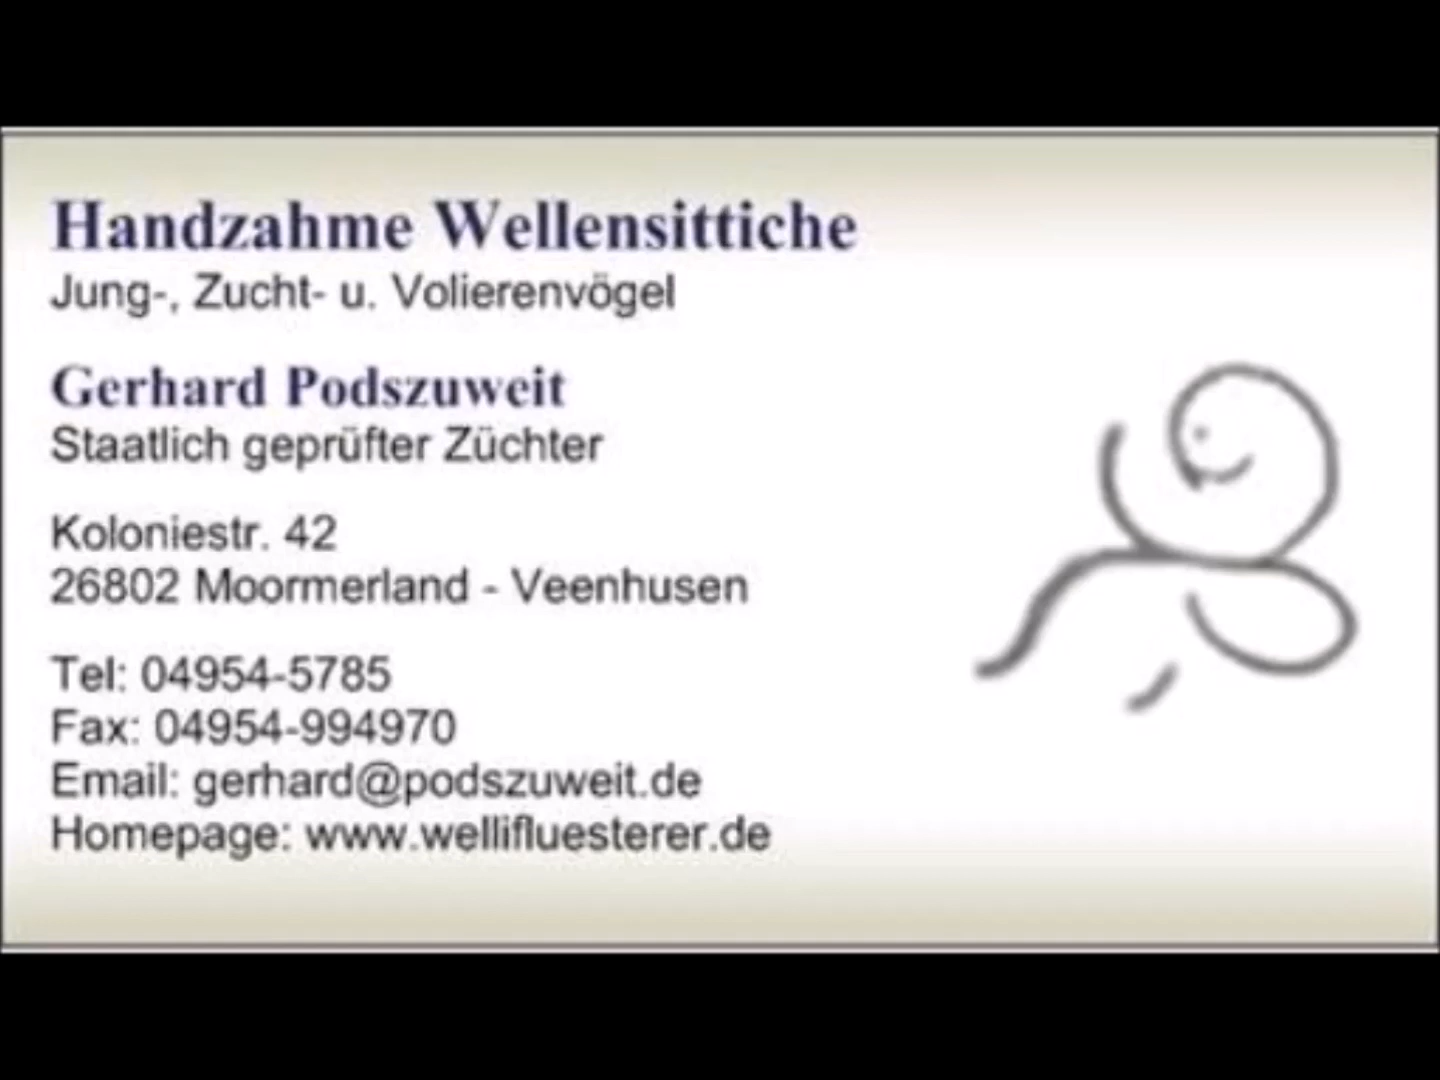 Handzahme Wellensittiche
Jung-, Zucht- u. Volierenvögel
Gerhard Podszuweit
Staatlich geprüfter Züchter
Koloniestr. 42
26802 Moormerland - Veenhusen
Tel: 04954-5785
Fax: 04954-994970
Email: gerhard@podszuweit.de
Homepage: www.wellifluesterer.de